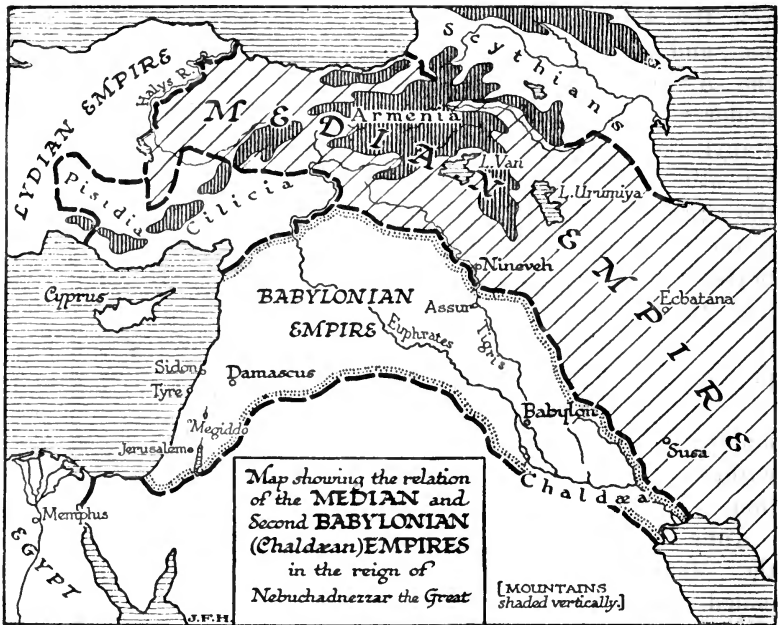 Scythians
LYDIAN EMPIRE
Halys R.
MEDIAN EMPIRE
Armenia
L. Van
L. Urumiya
Pisidia
Cilicia
Nineveh
Cyprus
BABYLONIAN
EMPIRE
Assur
Ecbatána
Euphrates
Tigris
Sidon
Tyre
Damascus
Megiddo
Babylon
Jerusalem
Susa
Chaldæa
Memphis
EGYPT
Map showing the relation
of the MEDIAN and
Second BABYLONIAN
(Chaldæan) EMPIRES
in the reign of
Nebuchadnezzar the Great
[MOUNTAINS
shaded vertically.]
J.F.H.